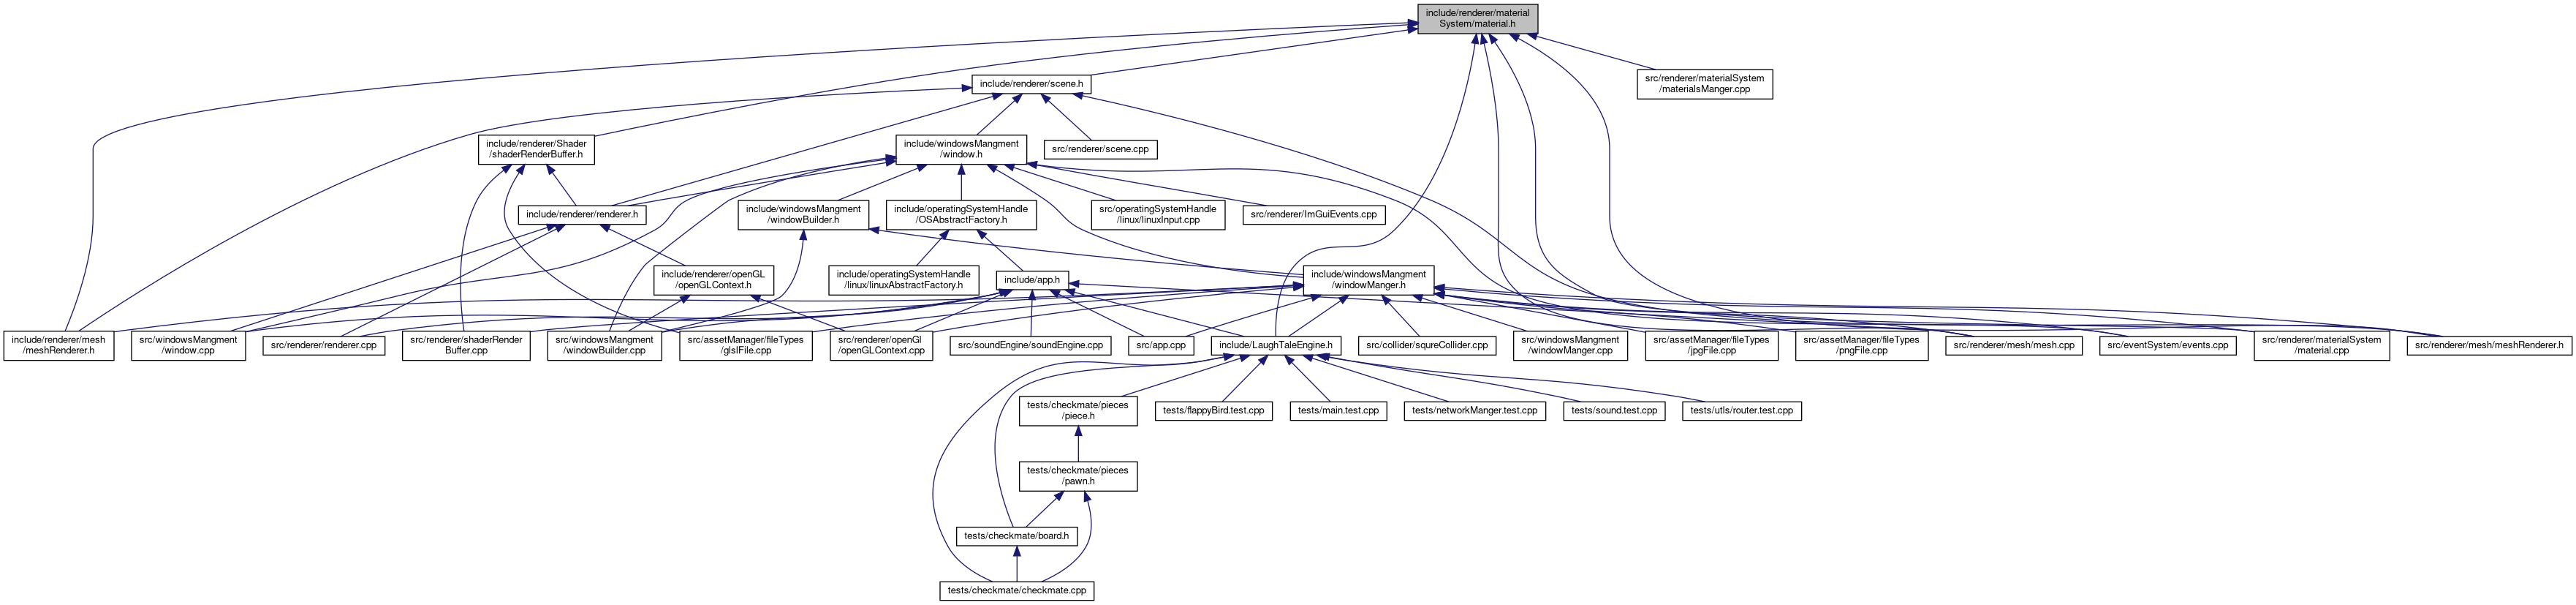 include/renderer/material
System/material.h
include/renderer/scene.h
src/renderer/materialSystem
/materialsManger.cpp
include/renderer/Shader
/shaderRenderBuffer.h
include/windowsMangment
/window.h
src/renderer/scene.cpp
include/renderer/renderer.h
include/windowsMangment
/windowBuilder.h
include/operatingSystemHandle
/OSAbstractFactory.h
src/operatingSystemHandle
/linux/linuxInput.cpp
src/renderer/ImGuiEvents.cpp
include/renderer/openGL
/openGLContext.h
include/operatingSystemHandle
/linux/linuxAbstractFactory.h
include/app.h
include/windowsMangment
/windowManger.h
include/renderer/mesh
/meshRenderer.h
src/windowsMangment
/window.cpp
src/renderer/renderer.cpp
src/renderer/shaderRender
Buffer.cpp
src/windowsMangment
/windowBuilder.cpp
src/assetManager/fileTypes
/glslFile.cpp
src/renderer/openGl
/openGLContext.cpp
src/soundEngine/soundEngine.cpp
src/app.cpp
include/LaughTaleEngine.h
src/collider/squreCollider.cpp
src/windowsMangment
/windowManger.cpp
src/assetManager/fileTypes
/jpgFile.cpp
src/assetManager/fileTypes
/pngFile.cpp
src/renderer/mesh/mesh.cpp
src/eventSystem/events.cpp
src/renderer/materialSystem
/material.cpp
src/renderer/mesh/meshRenderer.h
tests/checkmate/pieces
/piece.h
tests/flappyBird.test.cpp
tests/main.test.cpp
tests/networkManger.test.cpp
tests/sound.test.cpp
tests/utls/router.test.cpp
tests/checkmate/pieces
/pawn.h
tests/checkmate/board.h
tests/checkmate/checkmate.cpp